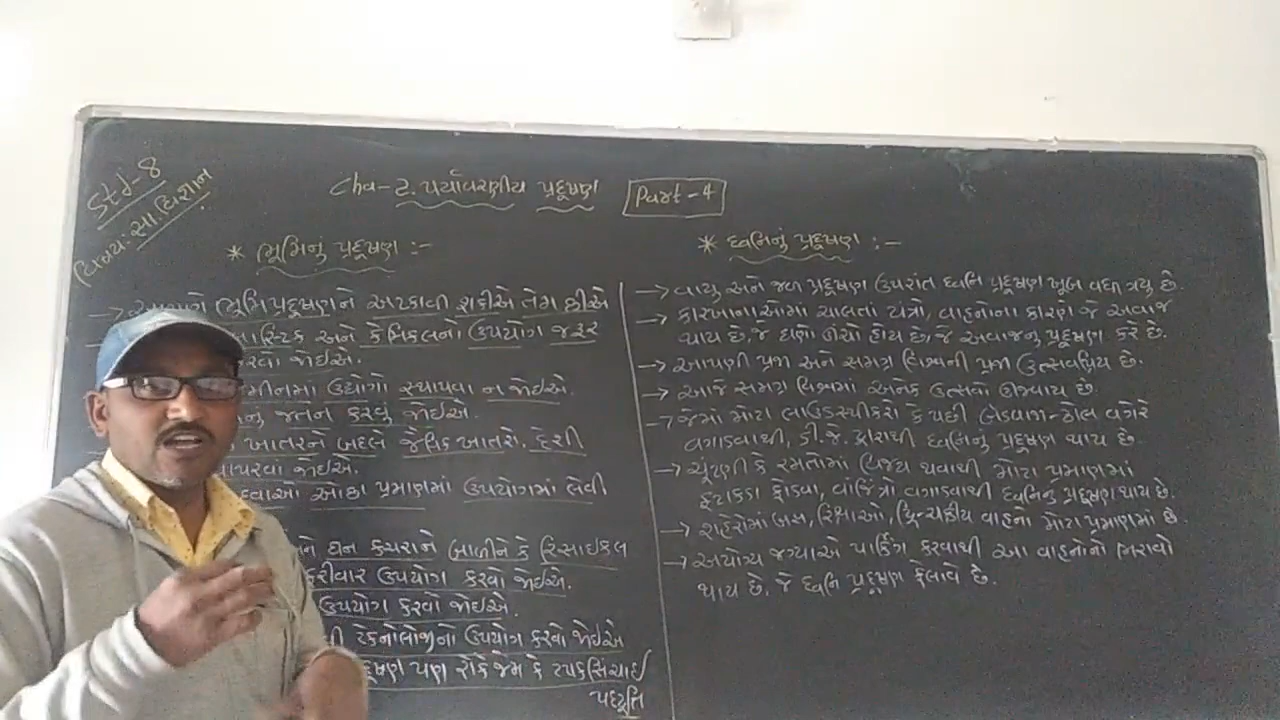 Std-8
વિષય: સા.વિજ્ઞાન
Cha-2. પર્યાવરણીય પ્રદૂષણ
Part-4
* ભૂમિનું પ્રદૂષણ :-
→ ભૂમિપ્રદૂષણને અટકાવી શકીએ તેમ છીએ
અને કેમિકલનો ઉપયોગ જરૂર
કરવો જોઈએ.
ઉદ્યોગો સ્થાપવા ન જોઈએ.
જતન કરવું જોઈએ.
ખાતરને બદલે જૈવિક ખાતરો, દેશી
વાપરવા જોઈએ.
દવાઓ ઓછા પ્રમાણમાં ઉપયોગમાં લેવી
ઘન કચરાને બાળીને કે રિસાઇકલ
ફરીવાર ઉપયોગ કરવો જોઈએ.
ઉપયોગ કરવો જોઈએ.
ટેકનોલોજીનો ઉપયોગ કરવો જોઈએ
પણ રોકે જેમ કે ટપકસિંચાઈ
પદ્ધતિ
* ધ્વનિનું પ્રદૂષણ :-
→ વાયુ અને જળ પ્રદૂષણ ઉપરાંત ધ્વનિ પ્રદૂષણ ખુબ વધી ગયુ છે.
→ કારખાનાઓમાં ચાલતાં યંત્રો, વાહનોના કારણે જે અવાજ
થાય છે, જે ઘણો ઊંચો હોય છે, જે અવાજનું પ્રદૂષણ કરે છે.
→ આપણી પ્રજા અને સમગ્ર વિશ્વની પ્રજા ઉત્સવપ્રિય છે.
→ આજે સમગ્ર વિશ્વમાં અનેક ઉત્સવો ઊજવાય છે
→ જેમાં મોટા લાઉડસ્પીકરો કે પછી બેન્ડવાજા-ઢોલ વગેરે
વગાડવાથી, ડી.જે. દ્વારાથી ધ્વનિનું પ્રદૂષણ થાય છે.
→ ચૂંટણી કે રમતોમાં વિજય થવાથી મોટા પ્રમાણમાં
ફટાકડા ફોડવા, વાંજિત્રો વગાડવાથી ધ્વનિનું પ્રદૂષણ થાય છે.
→ શહેરોમાં બસ, રિક્ષાઓ, દ્વિ-ચક્રીય વાહનો મોટા પ્રમાણમાં છે
→ અયોગ્ય જગ્યાએ પાર્કિંગ કરવાથી આ વાહનોનો ભરાવો
થાય છે. જે ધ્વનિ પ્રદૂષણ ફેલાવે છે.